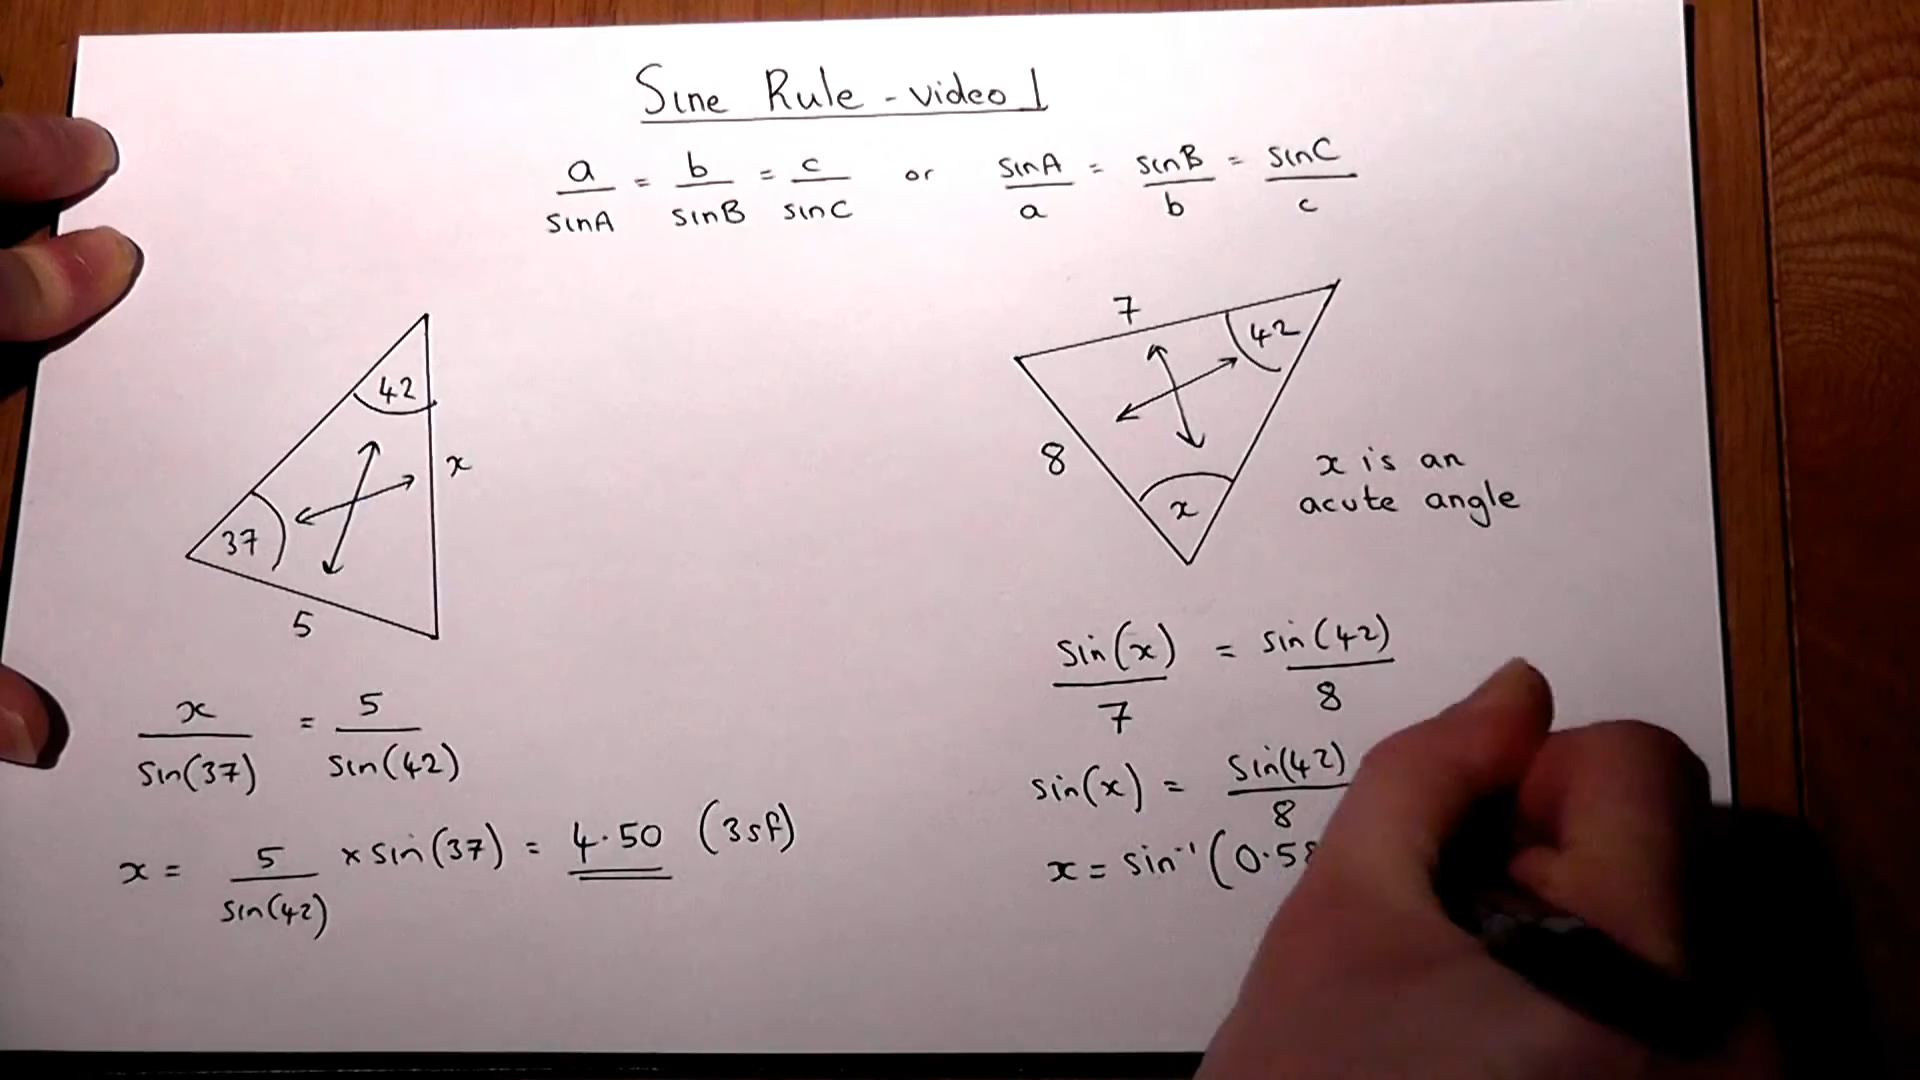 Sine Rule - video 1
a/sinA = b/sinB = c/sinC or sinA/a = sinB/b = sinC/c
42
x
37
5
7
42
8
x
x is an
acute angle
x/sin(37) = 5/sin(42)
x = 5/sin(42) × sin(37) = 4.50 (3sf)
sin(x)/7 = sin(42)/8
sin(x) = sin(42)/8
x = sin⁻¹(0.58